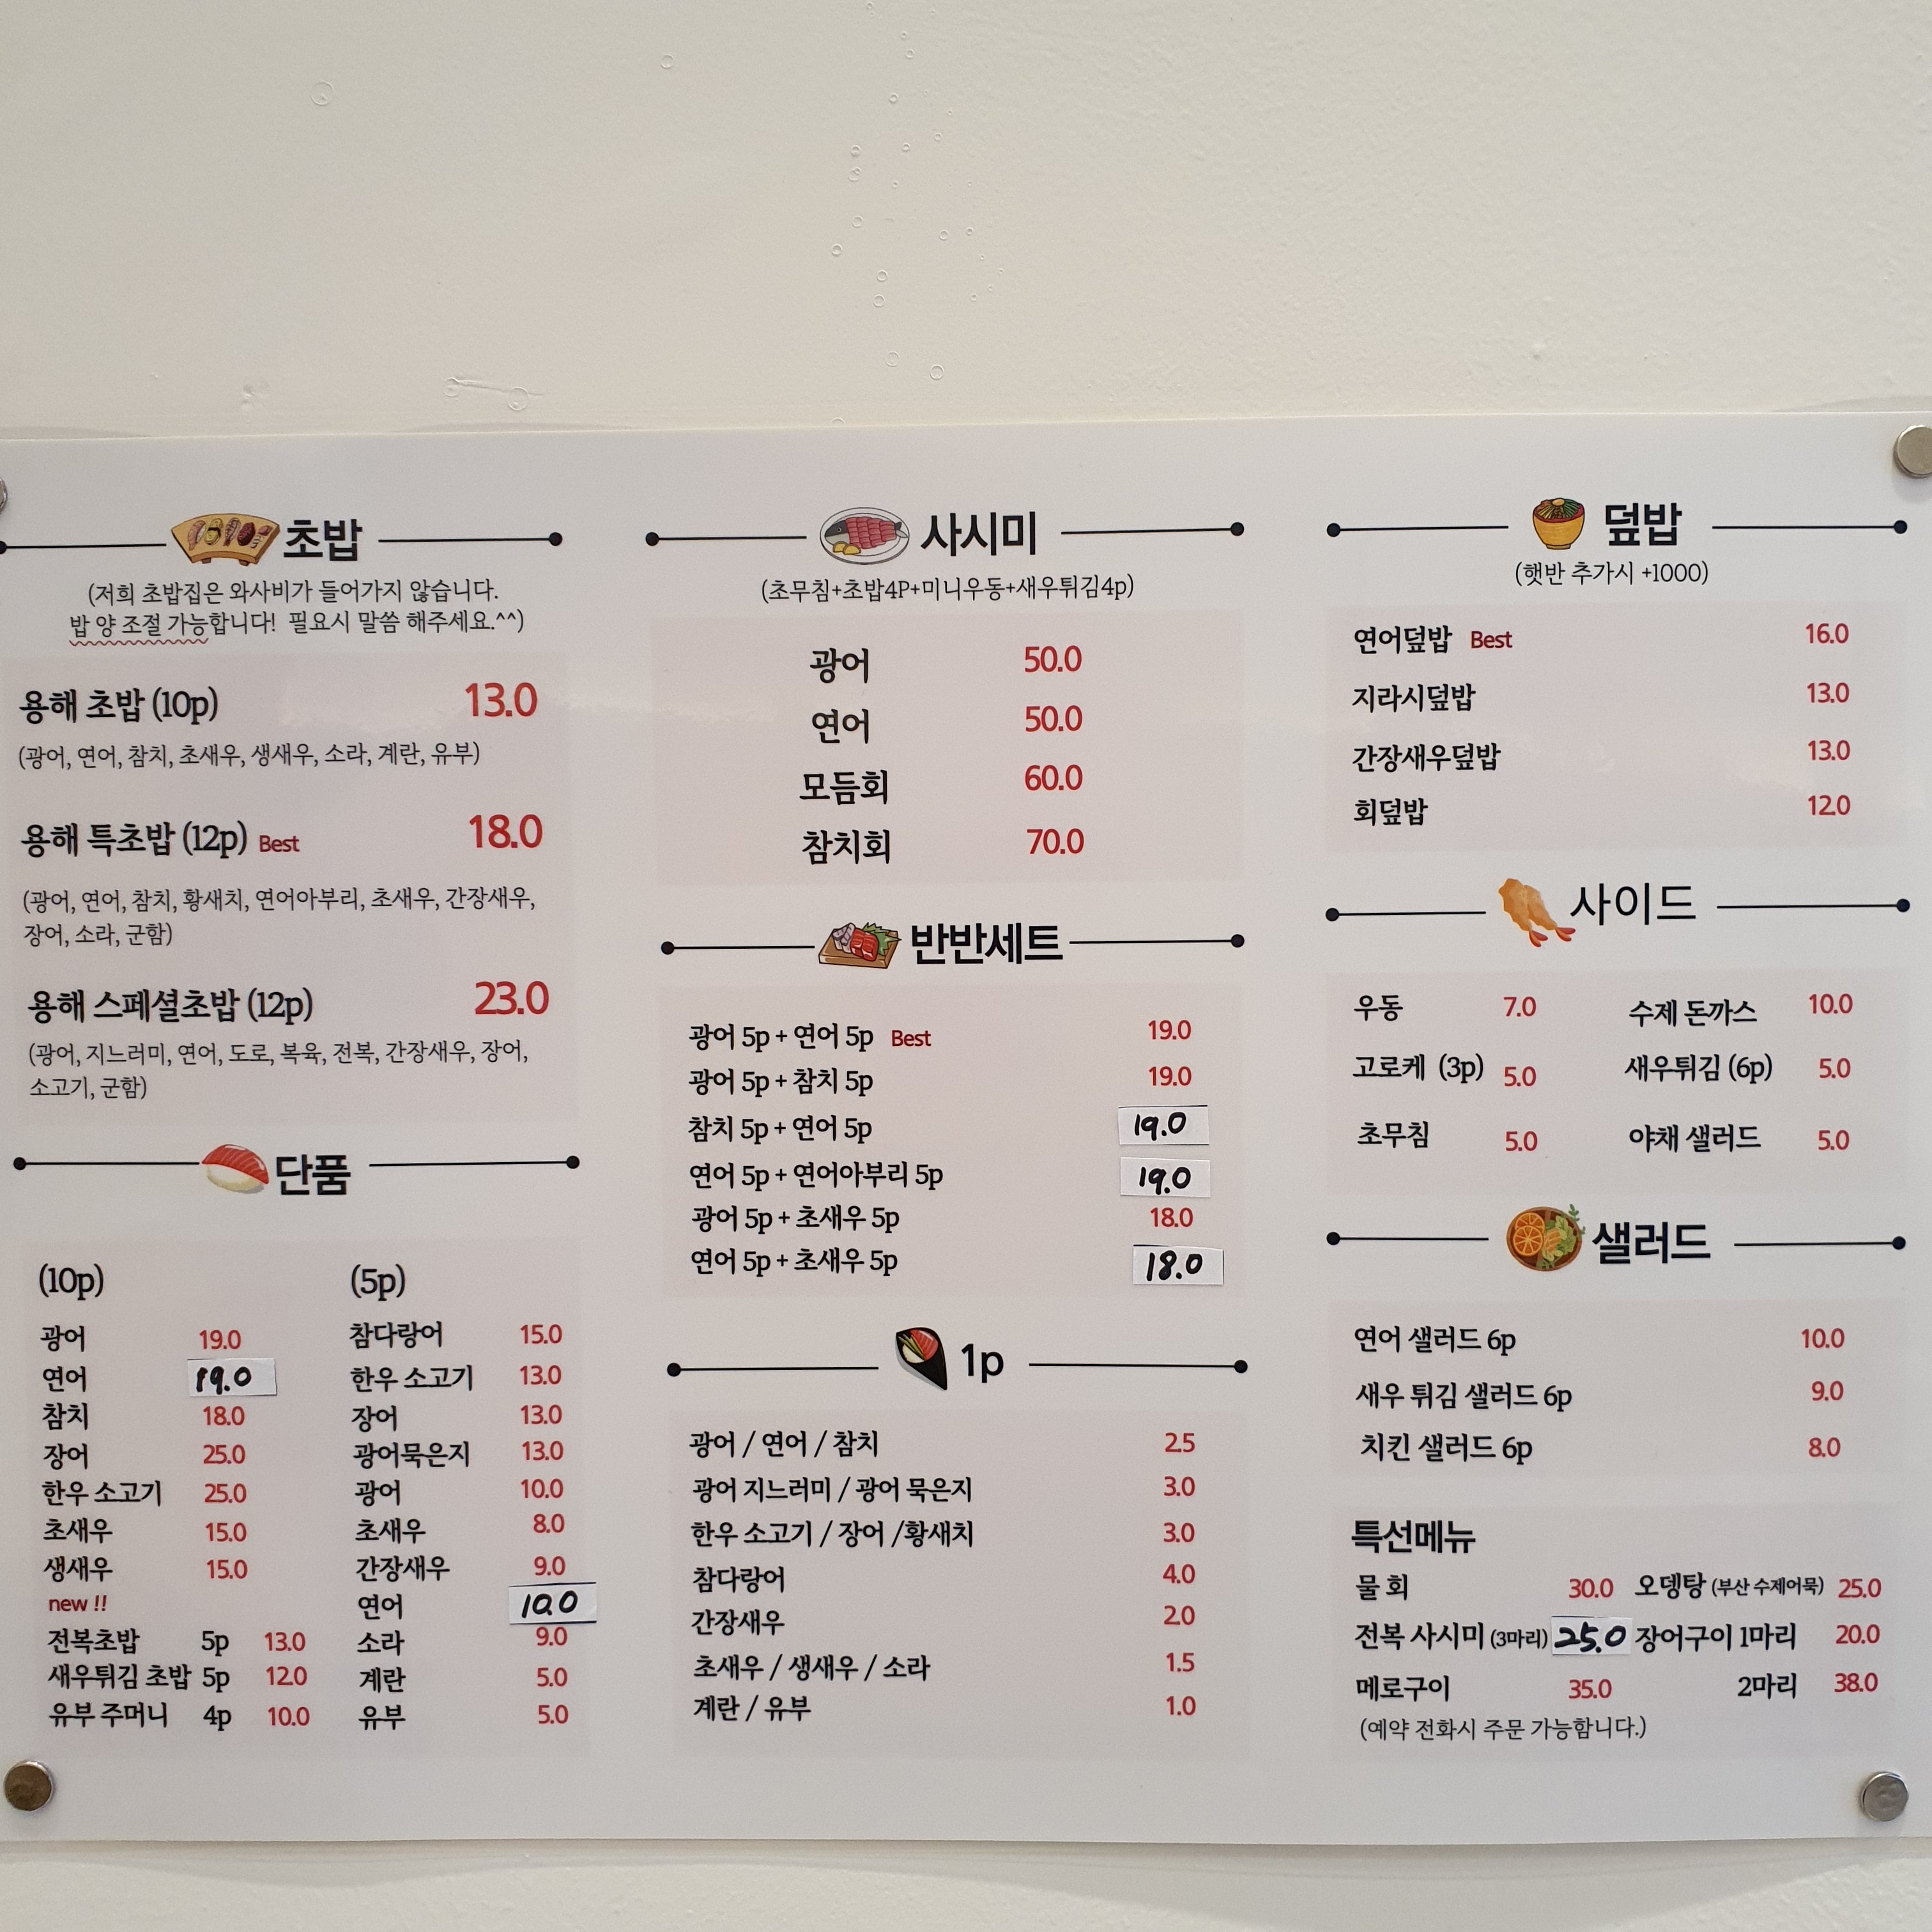 초밥
(저희 초밥집은 와사비가 들어가지 않습니다.
밥 양 조절 가능합니다! 필요시 말씀 해주세요.^^)
용해 초밥 (10p) 13.0
(광어, 연어, 참치, 초새우, 생새우, 소라, 계란, 유부)
용해 특초밥 (12p) Best 18.0
(광어, 연어, 참치, 황새치, 연어아부리, 초새우, 간장새우,
장어, 소라, 군함)
용해 스페셜초밥 (12p) 23.0
(광어, 지느러미, 연어, 도로, 복육, 전복, 간장새우, 장어,
소고기, 군함)
단품
(10p)
광어 19.0
연어 19.0
참치 18.0
장어 25.0
한우 소고기 25.0
초새우 15.0
생새우 15.0
new !!
전복초밥 5p 13.0
새우튀김 초밥 5p 12.0
유부 주머니 4p 10.0
(5p)
참다랑어 15.0
한우 소고기 13.0
장어 13.0
광어묵은지 13.0
광어 10.0
초새우 8.0
간장새우 9.0
연어 10.0
소라 9.0
계란 5.0
유부 5.0
사시미
(초무침+초밥4P+미니우동+새우튀김4p)
광어 50.0
연어 50.0
모듬회 60.0
참치회 70.0
반반세트
광어 5p + 연어 5p Best 19.0
광어 5p + 참치 5p 19.0
참치 5p + 연어 5p 19.0
연어 5p + 연어아부리 5p 19.0
광어 5p + 초새우 5p 18.0
연어 5p + 초새우 5p 18.0
1p
광어 / 연어 / 참치 2.5
광어 지느러미 / 광어 묵은지 3.0
한우 소고기 / 장어 /황새치 3.0
참다랑어 4.0
간장새우 2.0
초새우 / 생새우 / 소라 1.5
계란 / 유부 1.0
덮밥
(햇반 추가시 +1000)
연어덮밥 Best 16.0
지라시덮밥 13.0
간장새우덮밥 13.0
회덮밥 12.0
사이드
우동 7.0 수제 돈까스 10.0
고로케 (3p) 5.0 새우튀김 (6p) 5.0
초무침 5.0 야채 샐러드 5.0
샐러드
연어 샐러드 6p 10.0
새우 튀김 샐러드 6p 9.0
치킨 샐러드 6p 8.0
특선메뉴
물 회 30.0 오뎅탕 (부산 수제어묵) 25.0
전복 사시미 (3마리) 25.0 장어구이 1마리 20.0
메로구이 35.0 2마리 38.0
(예약 전화시 주문 가능함니다.)